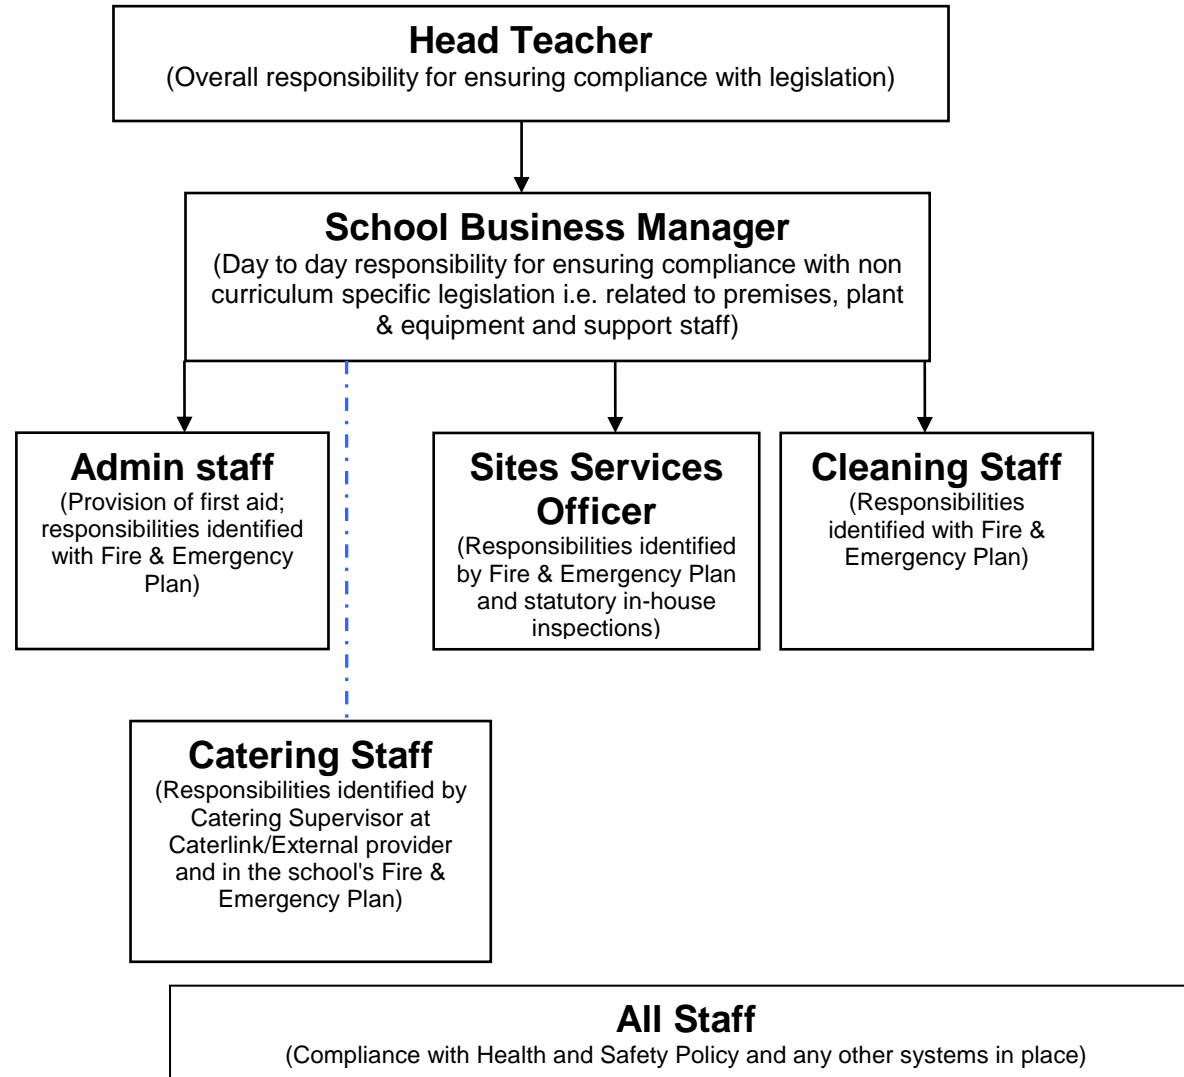 Head Teacher
(Overall responsibility for ensuring compliance with legislation)
School Business Manager
(Day to day responsibility for ensuring compliance with non
curriculum specific legislation i.e. related to premises, plant
& equipment and support staff)
Admin staff
(Provision of first aid;
responsibilities identified
with Fire & Emergency
Plan)
Sites Services
Officer
(Responsibilities identified
by Fire & Emergency Plan
and statutory in-house
inspections)
Cleaning Staff
(Responsibilities
identified with Fire &
Emergency Plan)
Catering Staff
(Responsibilities identified by
Catering Supervisor at
Caterlink/External provider
and in the school's Fire &
Emergency Plan)
All Staff
(Compliance with Health and Safety Policy and any other systems in place)